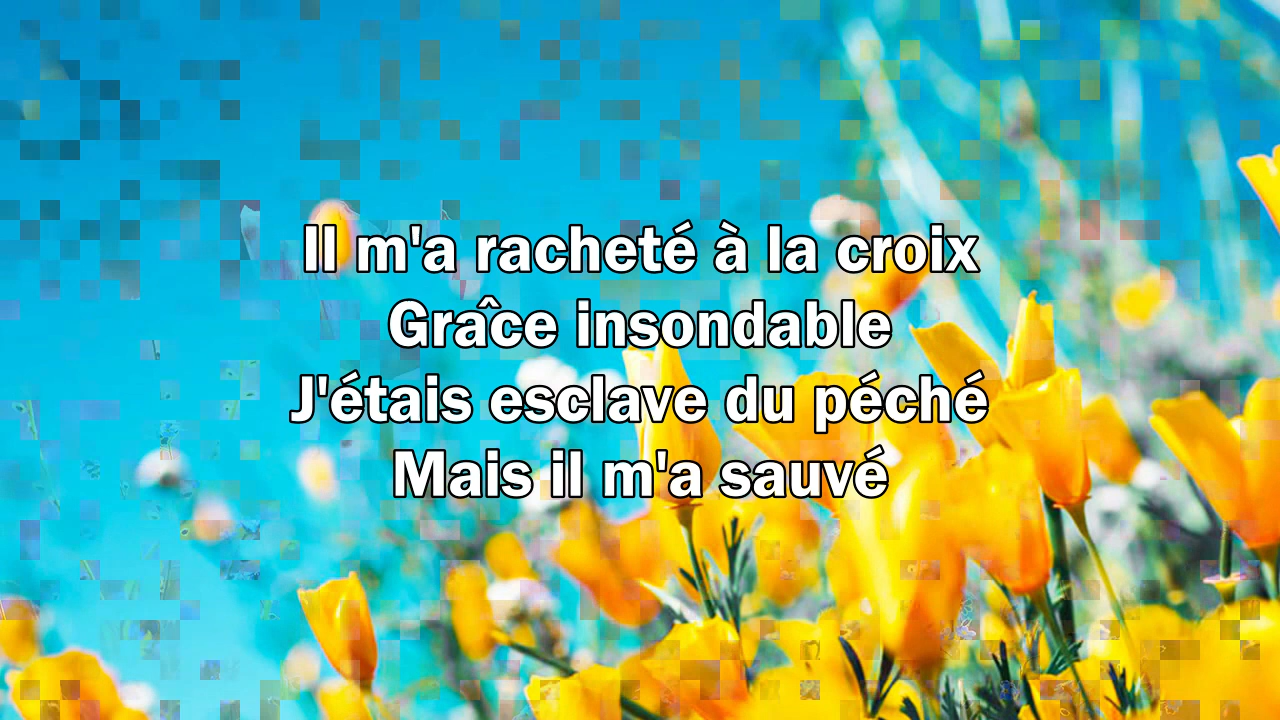 Il m'a racheté à la croix
Grâce insondable
J'étais esclave du péché
Mais il m'a sauvé